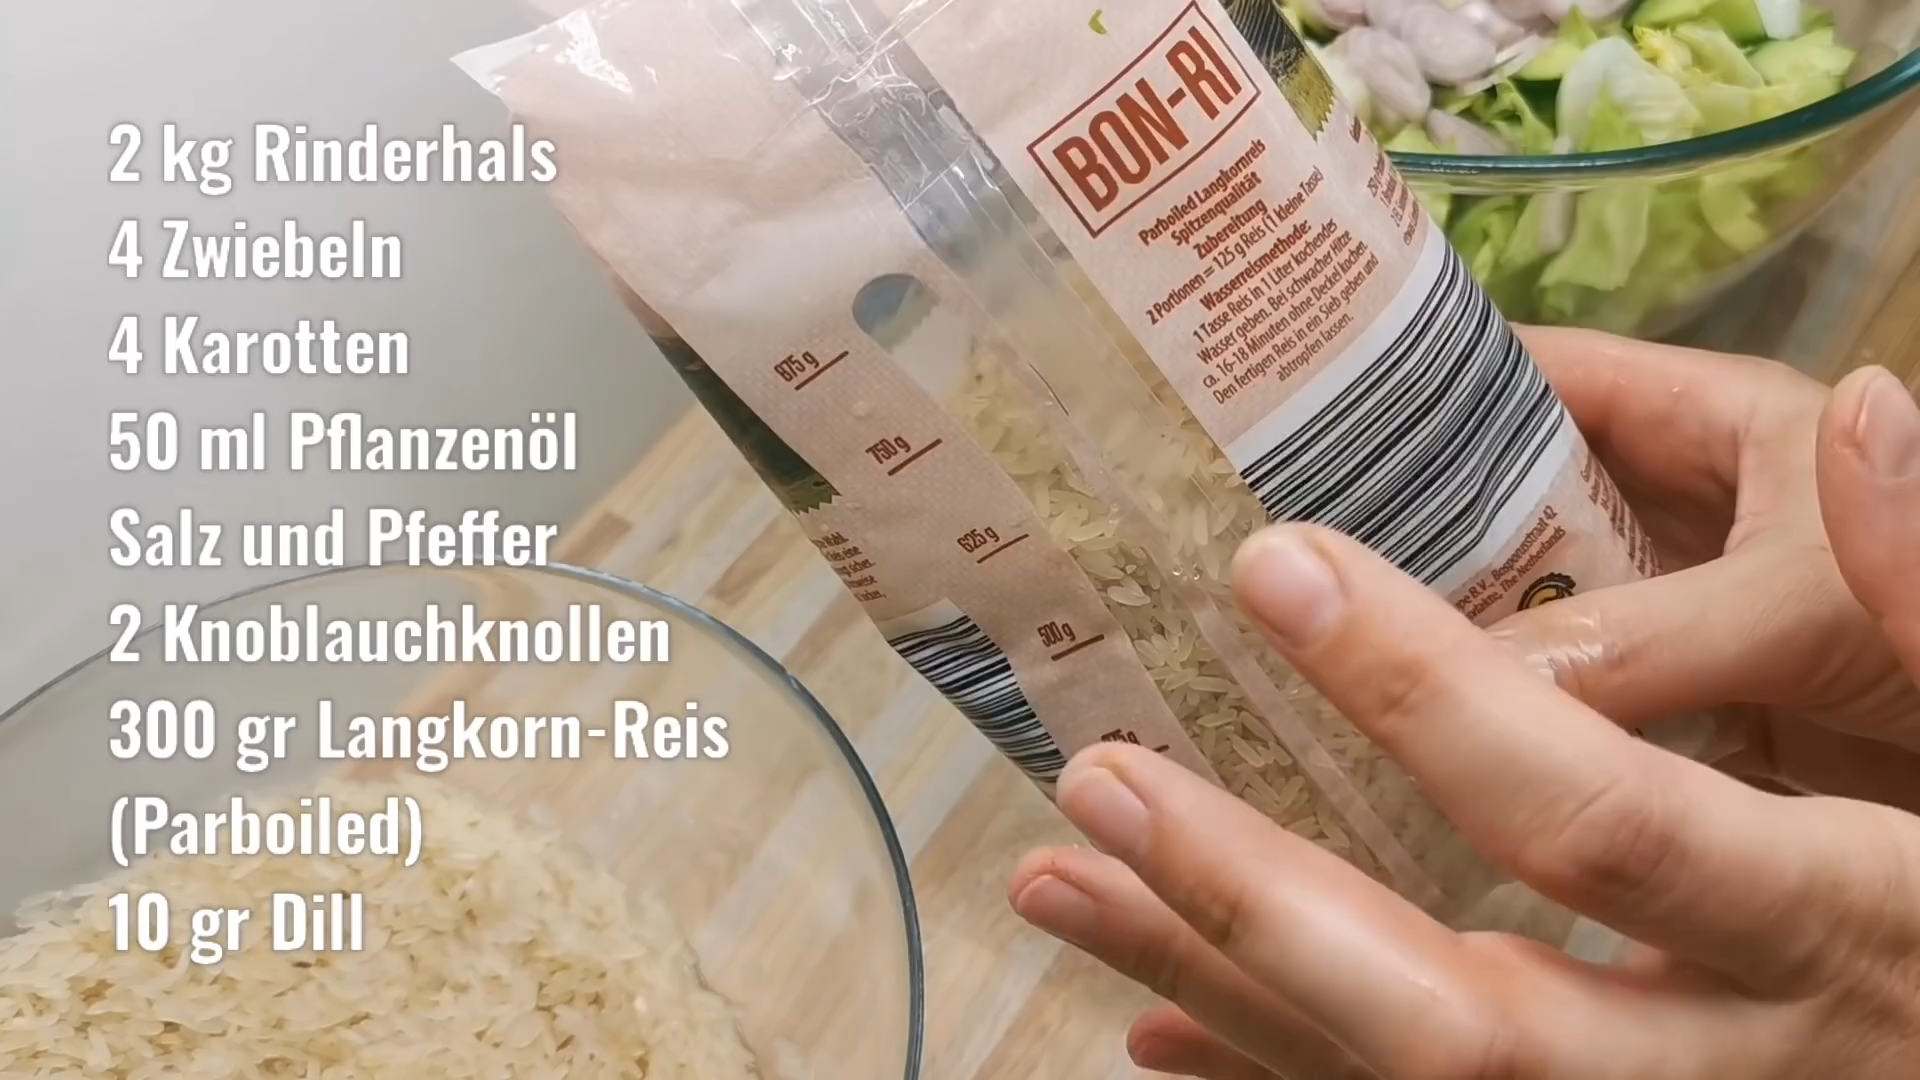 2 kg Rinderhals
4 Zwiebeln
4 Karotten
50 ml Pflanzenöl
Salz und Pfeffer
2 Knoblauchknollen
300 gr Langkorn-Reis
(Parboiled)
10 gr Dill
BON-RI
Parboiled Langkornreis
Spitzenqualität
Zubereitung
2 Portionen = 125 g Reis (1 kleine Tasse)
Wasserreismethode:
1 Tasse Reis in 1 Liter kochendes
Wasser geben. Bei schwacher Hitze
ca. 16-18 Minuten ohne Deckel kochen.
Den fertigen Reis in ein Sieb geben und
abtropfen lassen.
875 g
750 g
625 g
500 g
B.V.,
42
The Netherlands